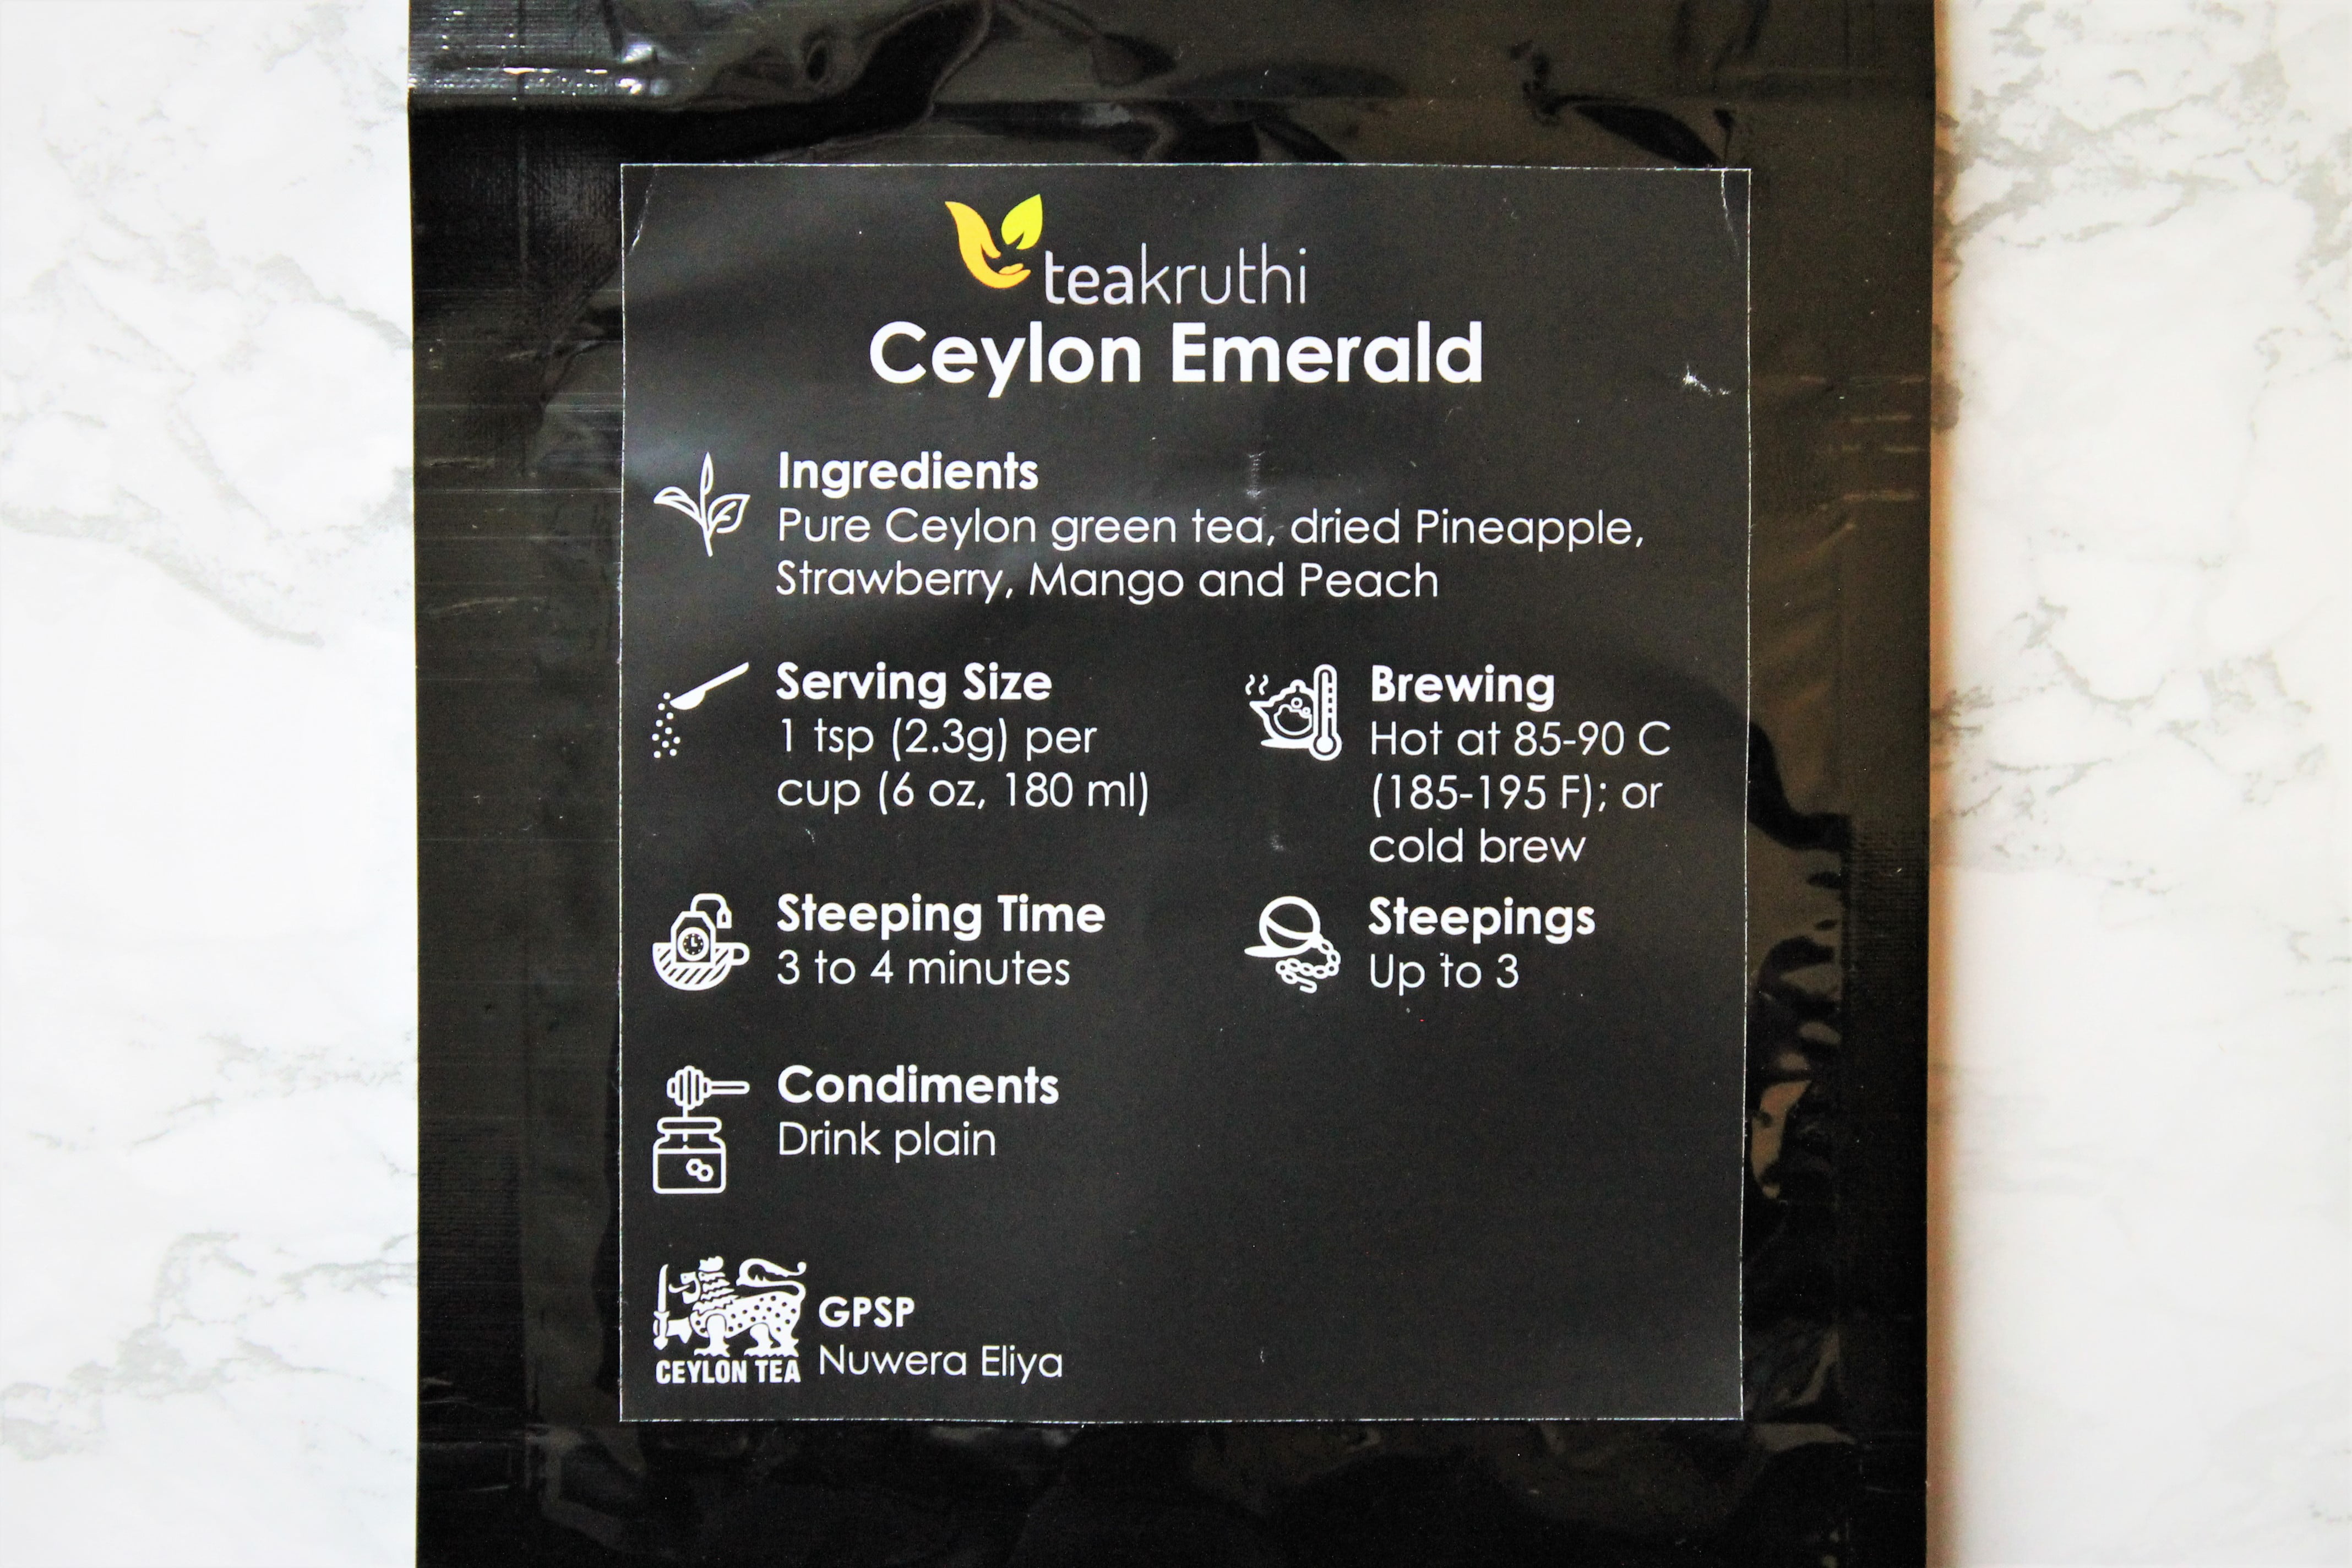 teakruthi
Ceylon Emerald
Ingredients
Pure Ceylon green tea, dried Pineapple,
Strawberry, Mango and Peach
Serving Size
1 tsp (2.3g) per
cup (6 oz, 180 ml)
Brewing
Hot at 85-90 C
(185-195 F); or
cold brew
Steeping Time
3 to 4 minutes
Steepings
Up to 3
Condiments
Drink plain
CEYLON TEA
GPSP
Nuwera Eliya